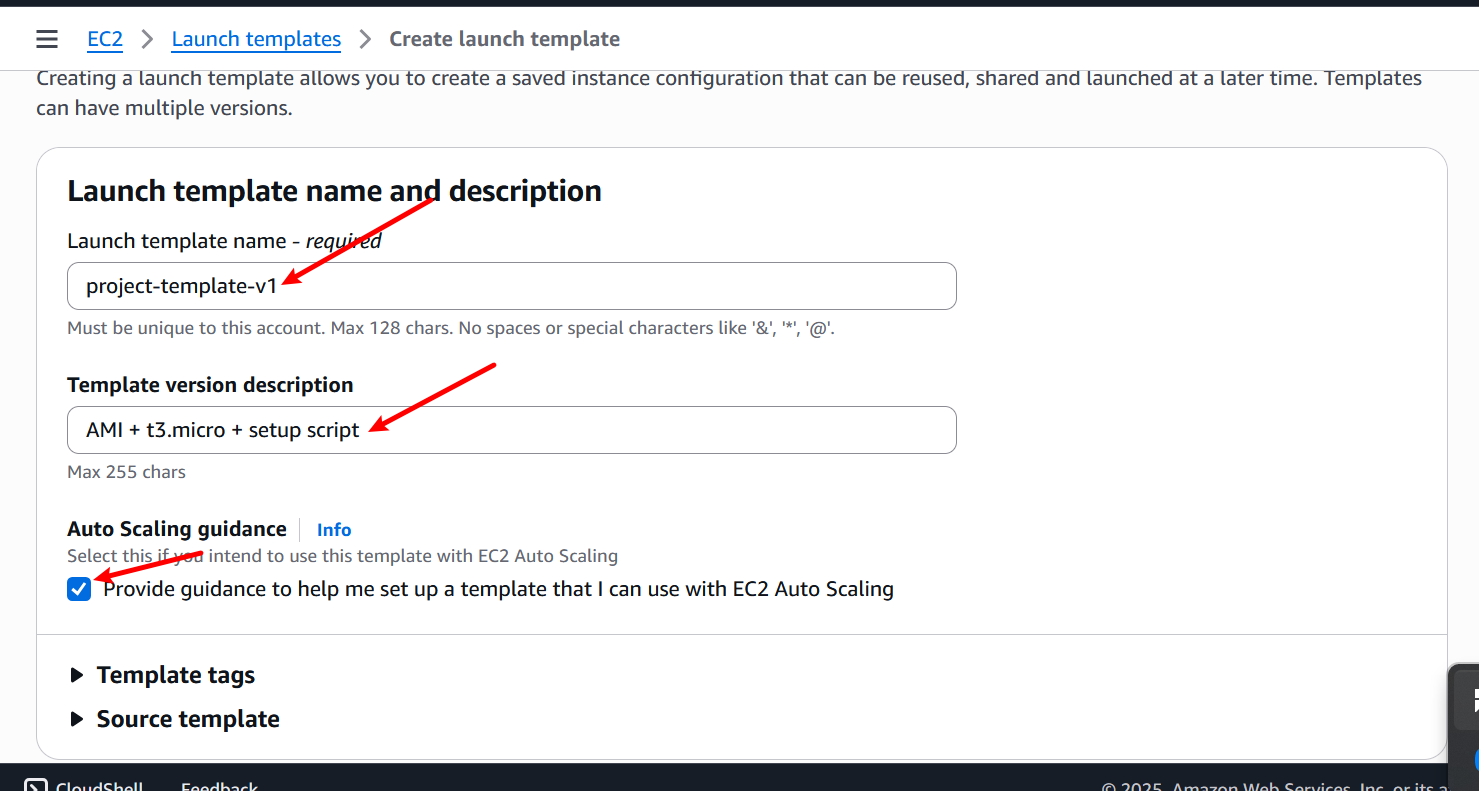 EC2 > Launch templates > Create launch template
Creating a launch template allows you to create a saved instance configuration that can be reused, shared and launched at a later time. Templates
can have multiple versions.
Launch template name and description
Launch template name - required
project-template-v1
Must be unique to this account. Max 128 chars. No spaces or special characters like '&', '*', '@'.
Template version description
AMI + t3.micro + setup script
Max 255 chars
Auto Scaling guidance | Info
Select this if you intend to use this template with EC2 Auto Scaling
Provide guidance to help me set up a template that I can use with EC2 Auto Scaling
Template tags
Source template
CloudShell Feedback © 2025, Amazon Web Services, Inc. or its a